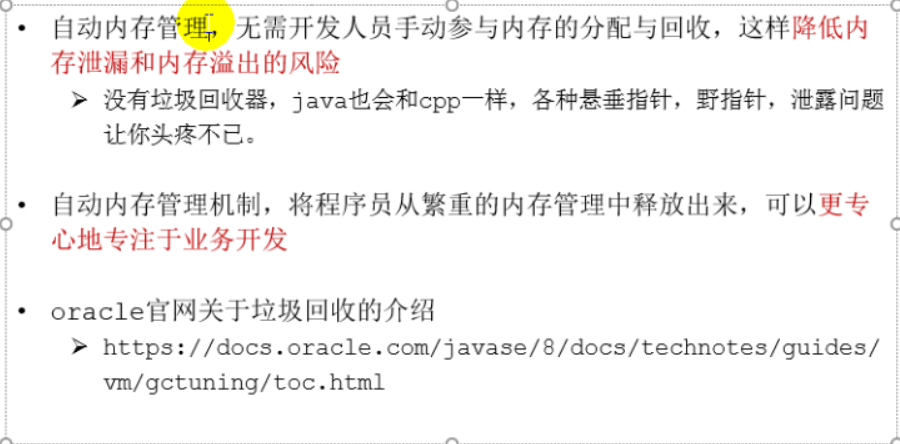 • 自动内存管理，无需开发人员手动参与内存的分配与回收，这样降低内
存泄漏和内存溢出的风险
➢ 没有垃圾回收器，java也会和cpp一样，各种悬垂指针，野指针，泄露问题
让你头疼不已。
• 自动内存管理机制，将程序员从繁重的内存管理中释放出来，可以更专
心地专注于业务开发
• oracle官网关于垃圾回收的介绍
➢ https://docs.oracle.com/javase/8/docs/technotes/guides/
vm/gctuning/toc.html